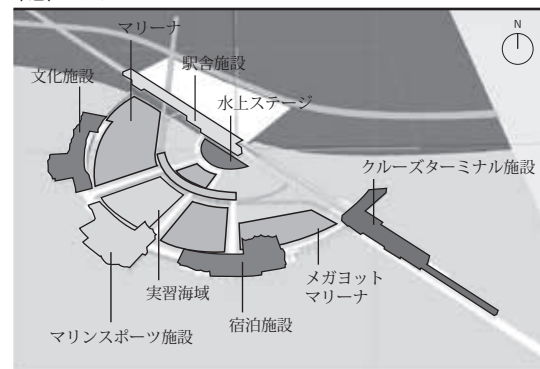 マリーナ
N
駅舎施設
文化施設
水上ステージ
クルーズターミナル施設
実習海域
メガヨット
マリーナ
宿泊施設
マリンスポーツ施設